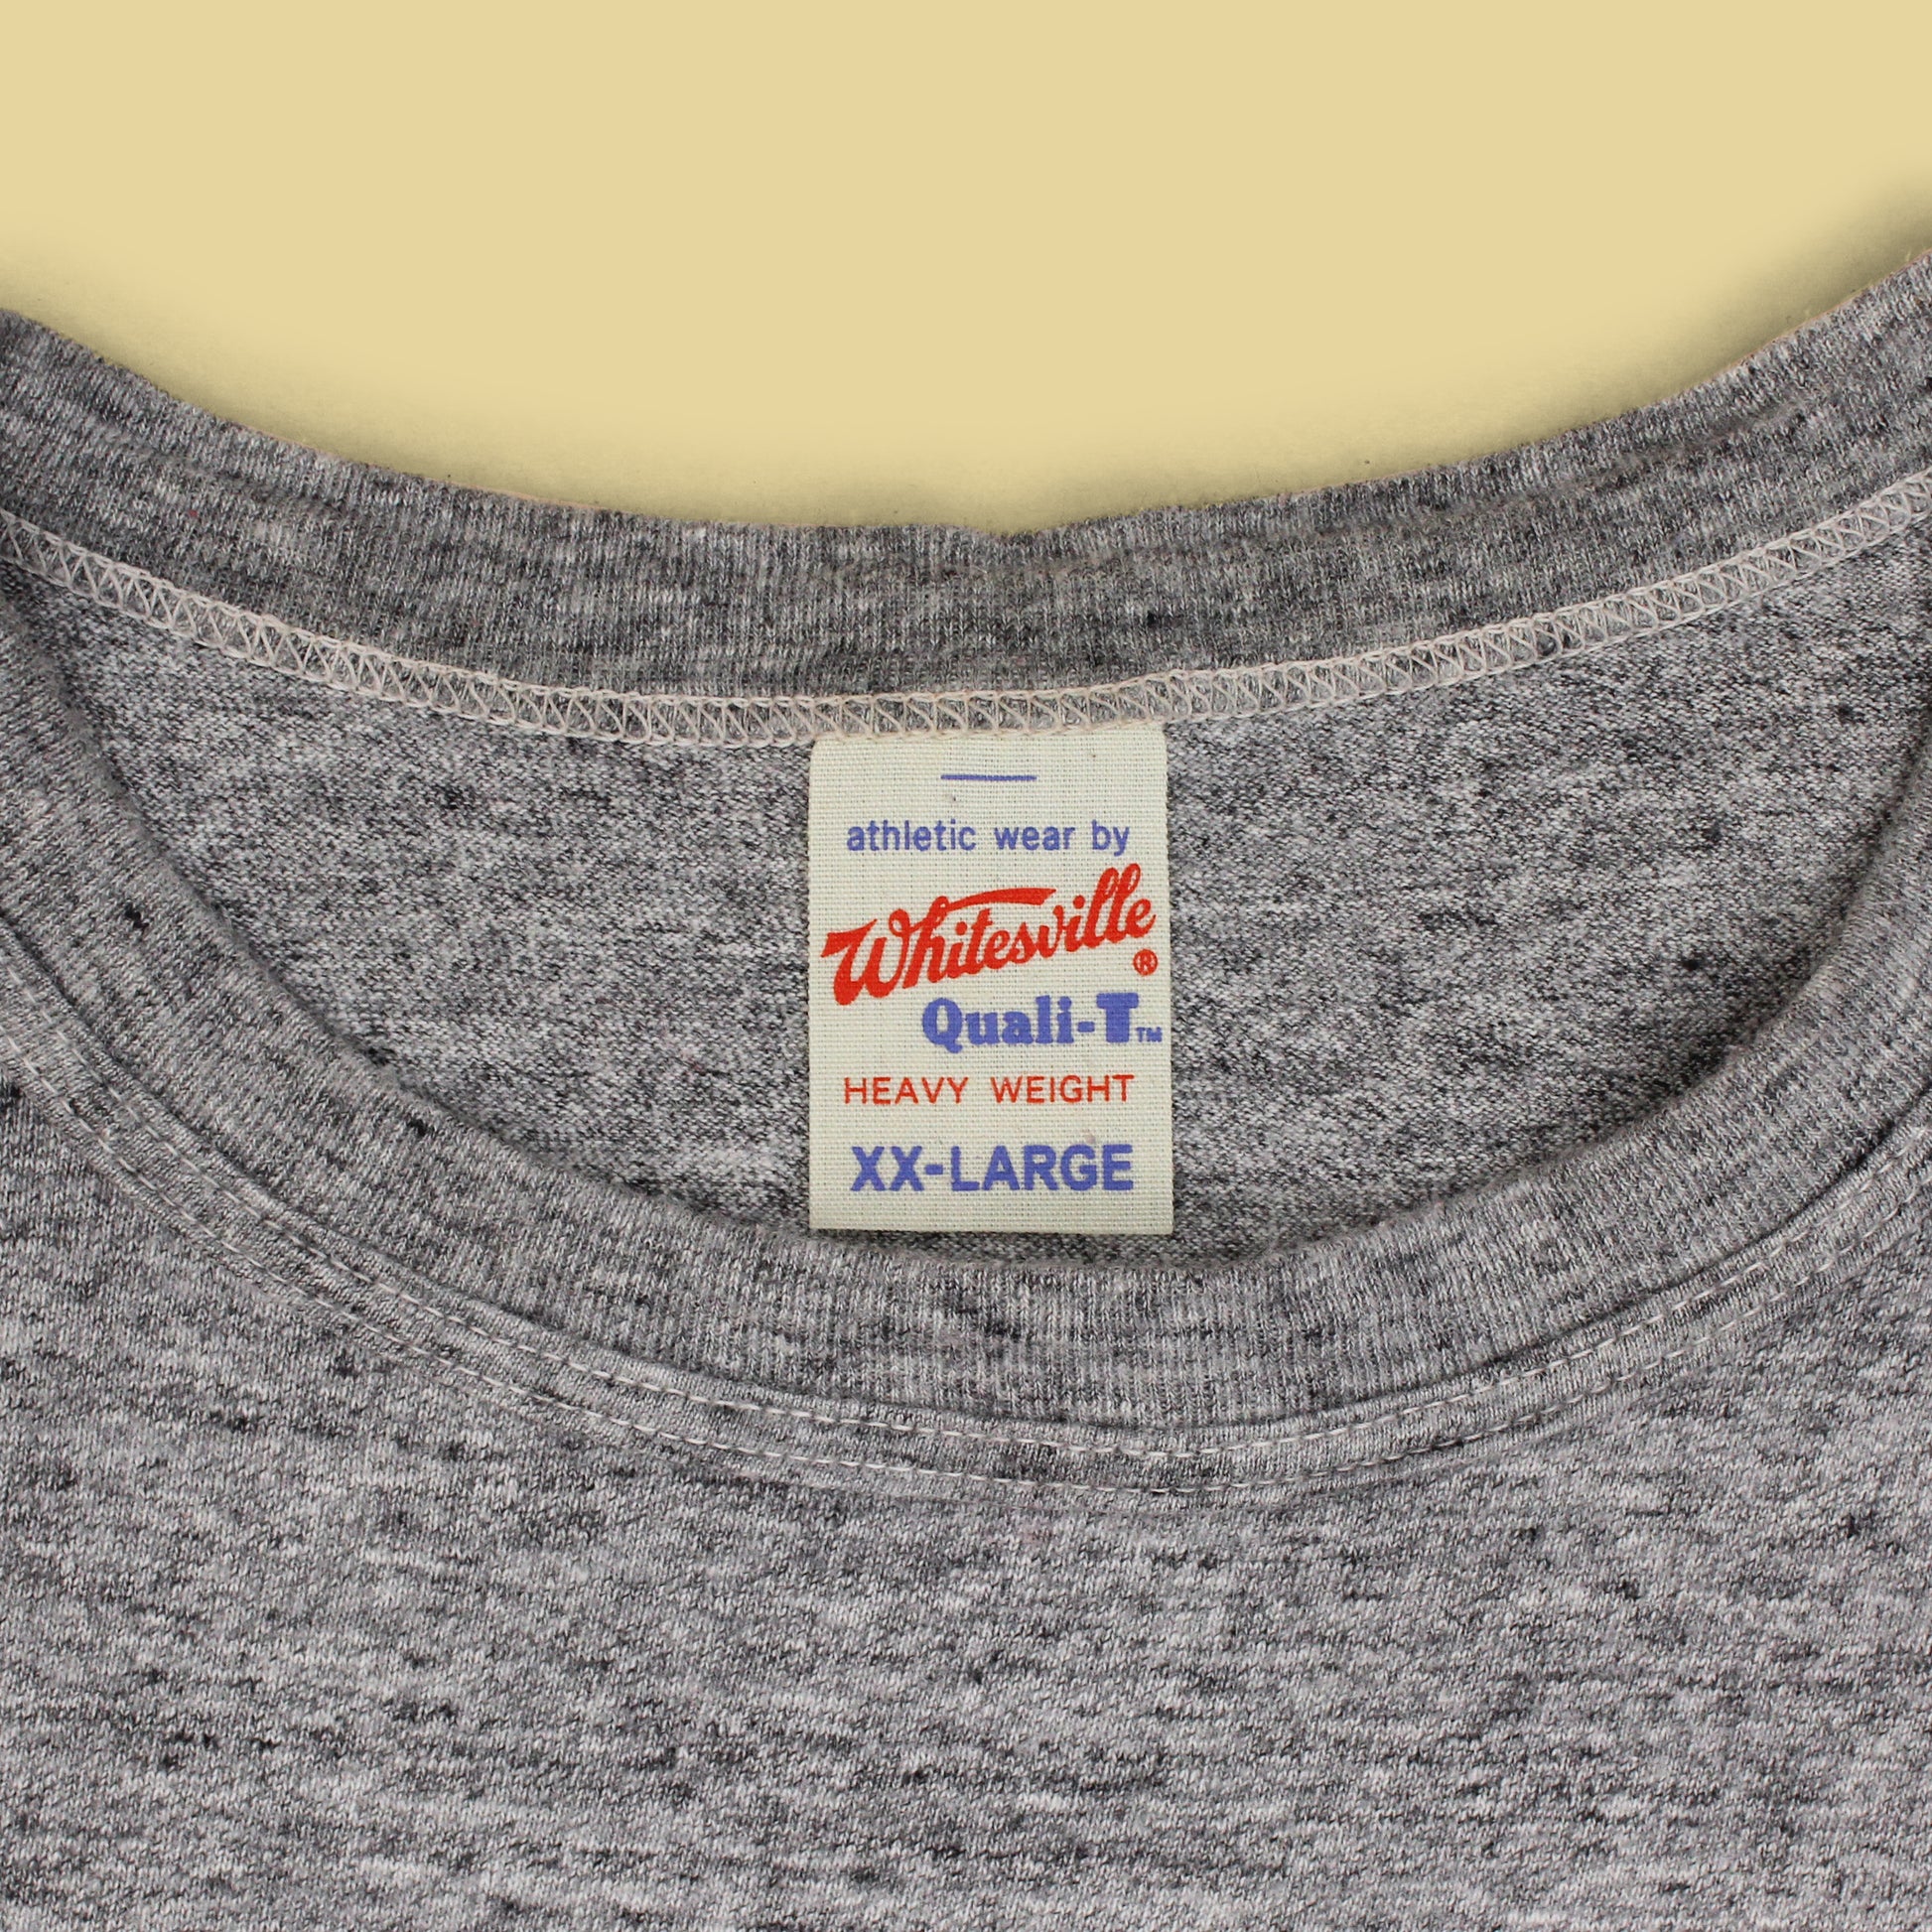 athletic wear by
Whitesville ®
Quali-T™
HEAVY WEIGHT
XX-LARGE